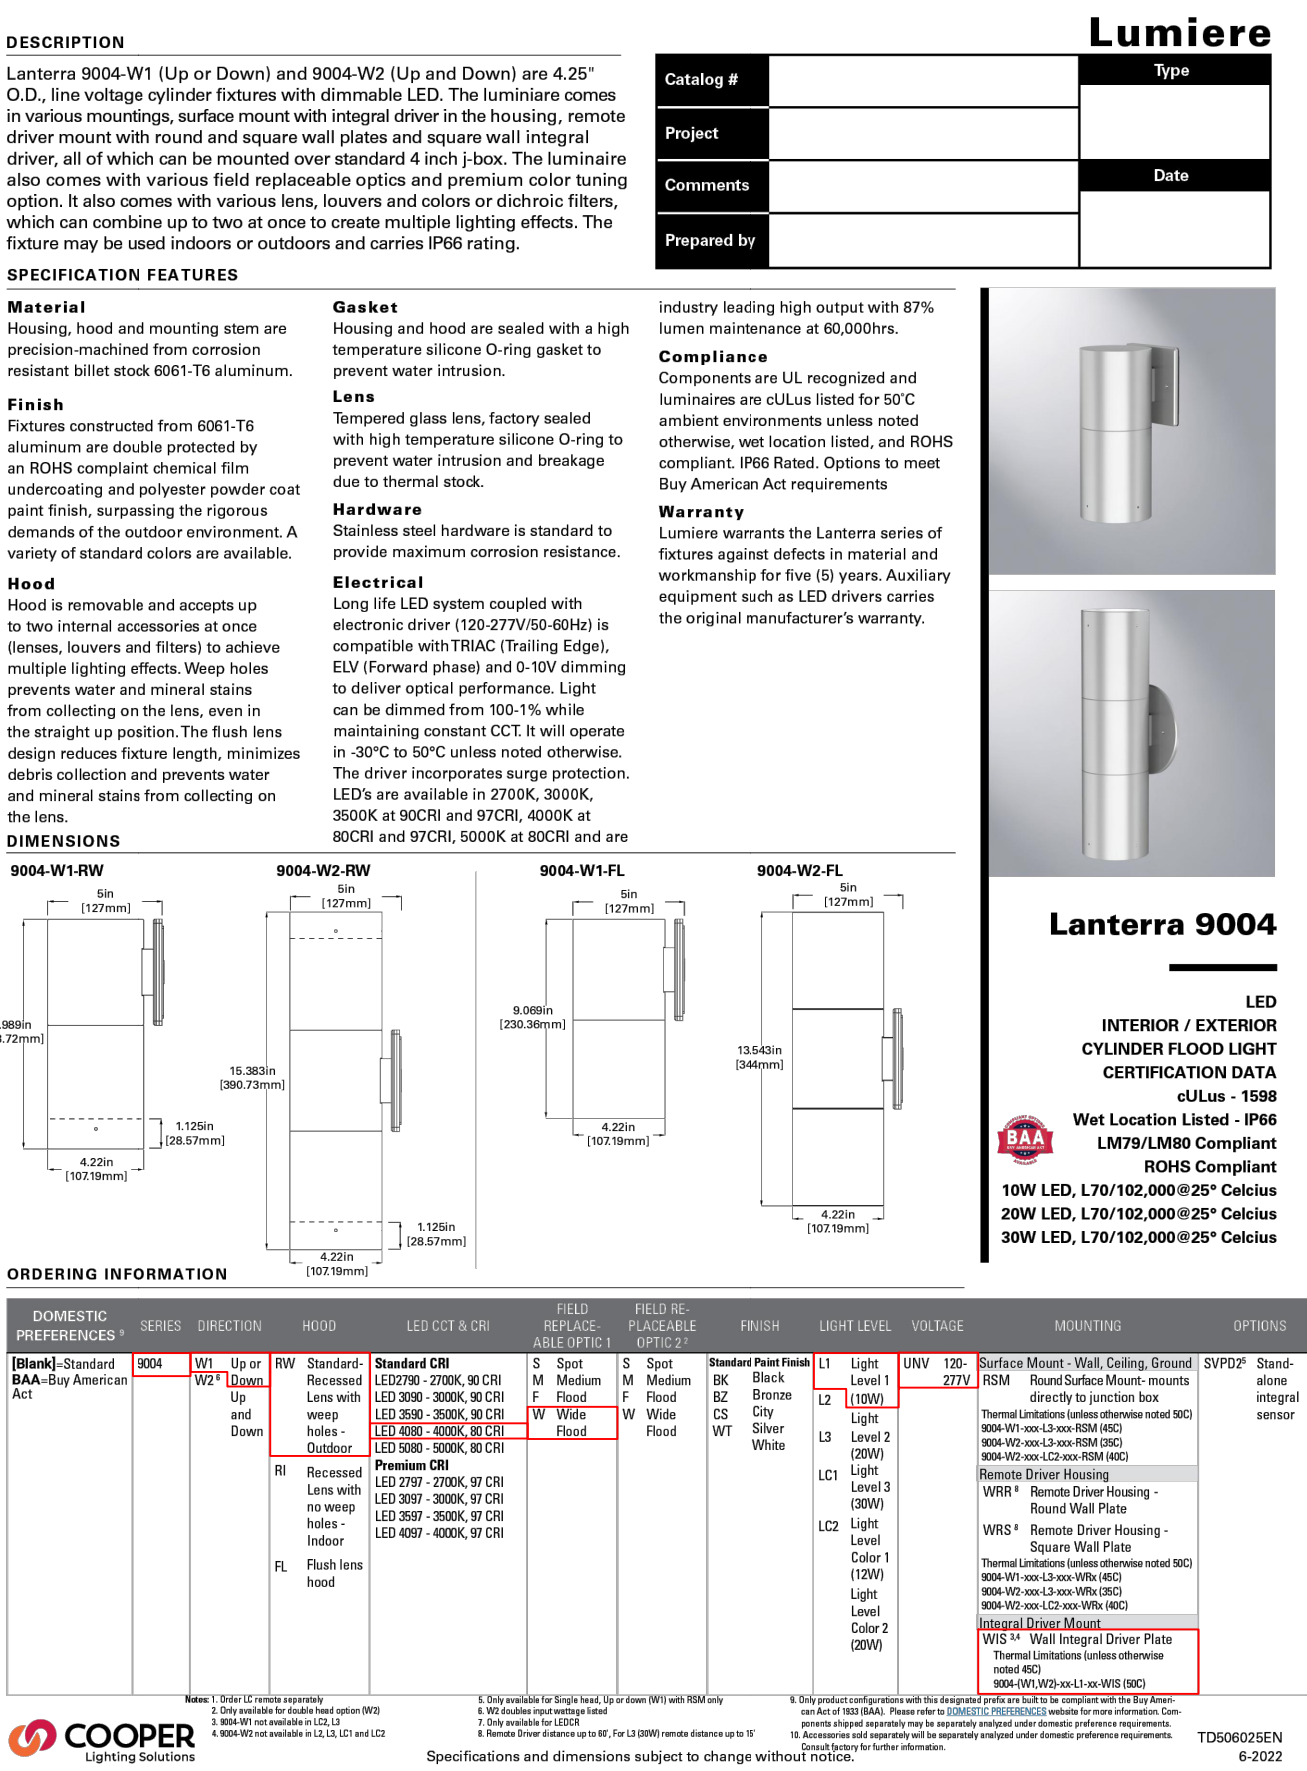 Lumiere
DESCRIPTION
Lanterra 9004-W1 (Up or Down) and 9004-W2 (Up and Down) are 4.25"
O.D., line voltage cylinder fixtures with dimmable LED. The luminiare comes
in various mountings, surface mount with integral driver in the housing, remote
driver mount with round and square wall plates and square wall integral
driver, all of which can be mounted over standard 4 inch j-box. The luminaire
also comes with various field replaceable optics and premium color tuning
option. It also comes with various lens, louvers and colors or dichroic filters,
which can combine up to two at once to create multiple lighting effects. The
fixture may be used indoors or outdoors and carries IP66 rating.
Catalog #
Type
Project
Comments
Date
Prepared by
SPECIFICATION FEATURES
Material
Housing, hood and mounting stem are
precision-machined from corrosion
resistant billet stock 6061-T6 aluminum.
Finish
Fixtures constructed from 6061-T6
aluminum are double protected by
an ROHS complaint chemical film
undercoating and polyester powder coat
paint finish, surpassing the rigorous
demands of the outdoor environment. A
variety of standard colors are available.
Hood
Hood is removable and accepts up
to two internal accessories at once
(lenses, louvers and filters) to achieve
multiple lighting effects. Weep holes
prevents water and mineral stains
from collecting on the lens, even in
the straight up position. The flush lens
design reduces fixture length, minimizes
debris collection and prevents water
and mineral stains from collecting on
the lens.
Gasket
Housing and hood are sealed with a high
temperature silicone O-ring gasket to
prevent water intrusion.
Lens
Tempered glass lens, factory sealed
with high temperature silicone O-ring to
prevent water intrusion and breakage
due to thermal stock.
Hardware
Stainless steel hardware is standard to
provide maximum corrosion resistance.
Electrical
Long life LED system coupled with
electronic driver (120-277V/50-60Hz) is
compatible with TRIAC (Trailing Edge),
ELV (Forward phase) and 0-10V dimming
to deliver optical performance. Light
can be dimmed from 100-1% while
maintaining constant CCT. It will operate
in -30°C to 50°C unless noted otherwise.
The driver incorporates surge protection.
LED's are available in 2700K, 3000K,
3500K at 90CRI and 97CRI, 4000K at
80CRI and 97CRI, 5000K at 80CRI and are
industry leading high output with 87%
lumen maintenance at 60,000hrs.
Compliance
Components are UL recognized and
luminaires are cULus listed for 50°C
ambient environments unless noted
otherwise, wet location listed, and ROHS
compliant. IP66 Rated. Options to meet
Buy American Act requirements
Warranty
Lumiere warrants the Lanterra series of
fixtures against defects in material and
workmanship for five (5) years. Auxiliary
equipment such as LED drivers carries
the original manufacturer's warranty.
DIMENSIONS
9004-W1-RW
5in
[127mm]
.989in
.72mm]
1.125in
[28.57mm]
4.22in
[107.19mm]
9004-W2-RW
5in
[127mm]
15.383in
[390.73mm]
1.125in
[28.57mm]
4.22in
[107.19mm]
9004-W1-FL
5in
[127mm]
9.069in
[230.36mm]
4.22in
[107.19mm]
9004-W2-FL
5in
[127mm]
13.543in
[344mm]
4.22in
[107.19mm]
Lanterra 9004
LED
INTERIOR / EXTERIOR
CYLINDER FLOOD LIGHT
CERTIFICATION DATA
cULus - 1598
Wet Location Listed - IP66
LM79/LM80 Compliant
ROHS Compliant
10W LED, L70/102,000@25° Celcius
20W LED, L70/102,000@25° Celcius
30W LED, L70/102,000@25° Celcius
BAA
ORDERING INFORMATION
DOMESTIC
PREFERENCES 9
[Blank]=Standard
BAA=Buy American
Act
SERIES
9004
DIRECTION
W1 Up or
Down
W2 6 Up
and
Down
HOOD
RW Standard-
Recessed
Lens with
weep
holes -
Outdoor
RI Recessed
Lens with
no weep
holes -
Indoor
FL Flush lens
hood
LED CCT & CRI
Standard CRI
LED2790 - 2700K, 90 CRI
LED 3090 - 3000K, 90 CRI
LED 3590 - 3500K, 90 CRI
LED 4080 - 4000K, 80 CRI
LED 5080 - 5000K, 80 CRI
Premium CRI
LED 2797 - 2700K, 97 CRI
LED 3097 - 3000K, 97 CRI
LED 3597 - 3500K, 97 CRI
LED 4097 - 4000K, 97 CRI
FIELD
REPLACE-
ABLE OPTIC 1
S Spot
M Medium
F Flood
W Wide
Flood
FIELD RE-
PLACEABLE
OPTIC 2 2
S Spot
M Medium
F Flood
W Wide
Flood
FINISH
Standard Paint Finish
BK Black
BZ Bronze
CS City
Silver
WT White
LIGHT LEVEL
L1 Light
Level 1
(10W)
L2 Light
Level 2
(20W)
L3 Light
Level 3
(30W)
LC1 Light
Level
Color 1
(12W)
LC2 Light
Level
Color 2
(20W)
VOLTAGE
UNV 120-
277V
MOUNTING
Surface Mount - Wall, Ceiling, Ground
RSM Round Surface Mount- mounts
directly to junction box
Thermal Limitations (unless otherwise noted 50C)
9004-W1-xxx-L3-xxx-RSM (45C)
9004-W2-xxx-L3-xxx-RSM (35C)
9004-W2-xxx-LC2-xxx-RSM (40C)
Remote Driver Housing
WRR 8 Remote Driver Housing -
Round Wall Plate
WRS 8 Remote Driver Housing -
Square Wall Plate
Thermal Limitations (unless otherwise noted 50C)
9004-W1-xxx-L3-xxx-WRx (45C)
9004-W2-xxx-L3-xxx-WRx (35C)
9004-W2-xxx-LC2-xxx-WRx (40C)
Integral Driver Mount
WIS 3,4 Wall Integral Driver Plate
Thermal Limitations (unless otherwise
noted 45C)
9004-(W1,W2)-xx-L1-xx-WIS (50C)
OPTIONS
SVPD2 5 Stand-
alone
integral
sensor
Notes: 1. Order LC remote separately
2. Only available for double head option (W2)
3. 9004-W1 not available in LC2, L3
4. 9004-W2 not available in L2, L3, LC1 and LC2
5. Only available for Single head, Up or down (W1) with RSM only
6. W2 doubles input wattage listed
7. Only available for LEDCR
8. Remote Driver distance up to 60', For L3 (30W) remote distance up to 15'
9. Only product configurations with this designated prefix are built to be compliant with the Buy Ameri-
can Act of 1933 (BAA). Please refer to DOMESTIC PREFERENCES website for more information. Com-
ponents shipped separately may be separately analyzed under domestic preference requirements.
10. Accessories sold separately will be separately analyzed under domestic preference requirements.
Consult factory for further information.
COOPER
Lighting Solutions
Specifications and dimensions subject to change without notice.
TD506025EN
6-2022